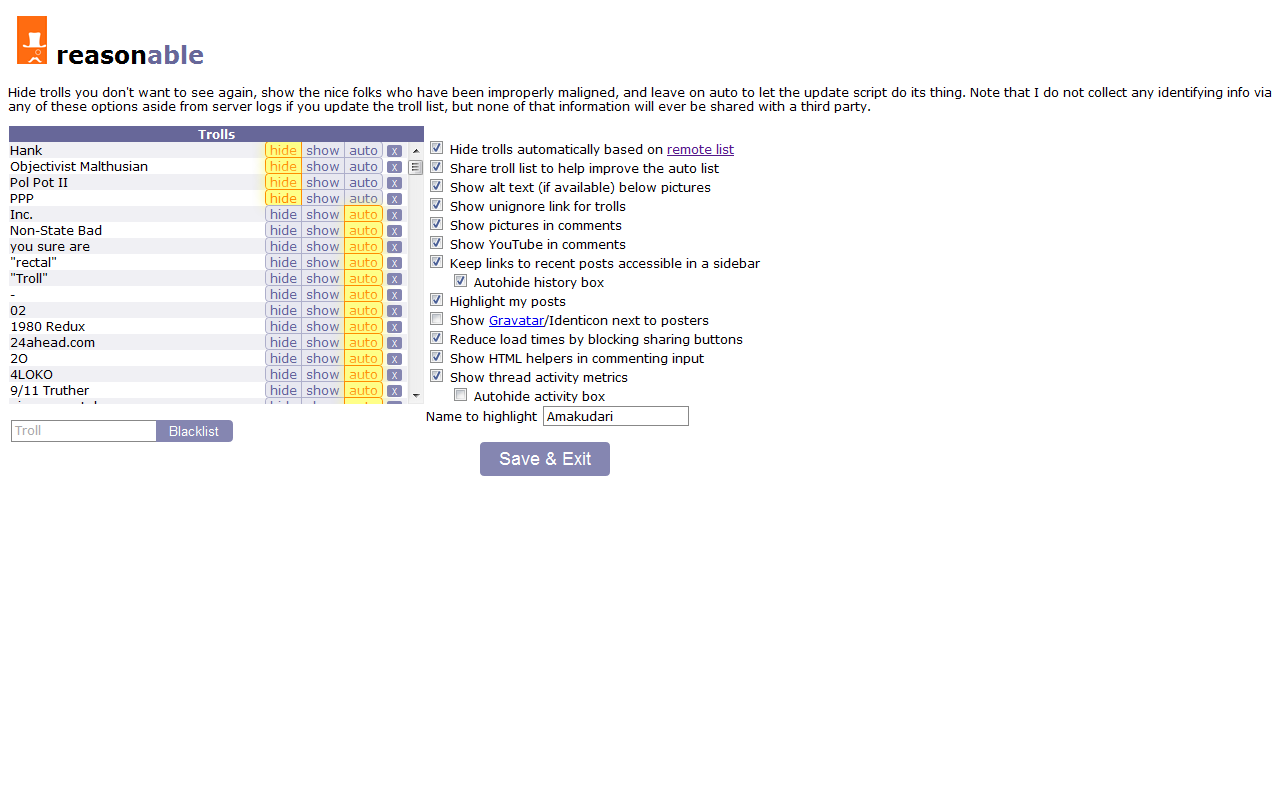 reasonable
Hide trolls you don't want to see again, show the nice folks who have been improperly maligned, and leave on auto to let the update script do its thing. Note that I do not collect any identifying info via
any of these options aside from server logs if you update the troll list, but none of that information will ever be shared with a third party.
Trolls
Hank hide show auto x
Objectivist Malthusian hide show auto x
Pol Pot II hide show auto x
PPP hide show auto x
Inc. hide show auto x
Non-State Bad hide show auto x
you sure are hide show auto x
"rectal" hide show auto x
"Troll" hide show auto x
- hide show auto x
02 hide show auto x
1980 Redux hide show auto x
24ahead.com hide show auto x
2O hide show auto x
4LOKO hide show auto x
9/11 Truther hide show auto x
Troll Blacklist
Hide trolls automatically based on remote list
Share troll list to help improve the auto list
Show alt text (if available) below pictures
Show unignore link for trolls
Show pictures in comments
Show YouTube in comments
Keep links to recent posts accessible in a sidebar
Autohide history box
Highlight my posts
Show Gravatar/Identicon next to posters
Reduce load times by blocking sharing buttons
Show HTML helpers in commenting input
Show thread activity metrics
Autohide activity box
Name to highlight Amakudari
Save & Exit